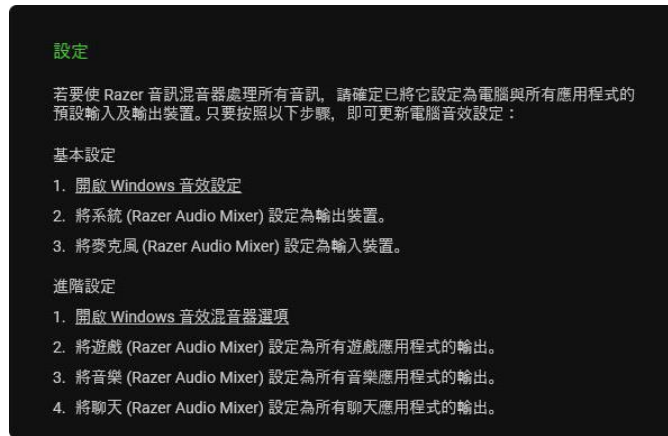 設定
若要使 Razer 音訊混音器處理所有音訊，請確定已將它設定為電腦與所有應用程式的
預設輸入及輸出裝置。只要按照以下步驟，即可更新電腦音效設定：
基本設定
1. 開啟 Windows 音效設定
2. 將系統 (Razer Audio Mixer) 設定為輸出裝置。
3. 將麥克風 (Razer Audio Mixer) 設定為輸入裝置。
進階設定
1. 開啟 Windows 音效混音器選項
2. 將遊戲 (Razer Audio Mixer) 設定為所有遊戲應用程式的輸出。
3. 將音樂 (Razer Audio Mixer) 設定為所有音樂應用程式的輸出。
4. 將聊天 (Razer Audio Mixer) 設定為所有聊天應用程式的輸出。